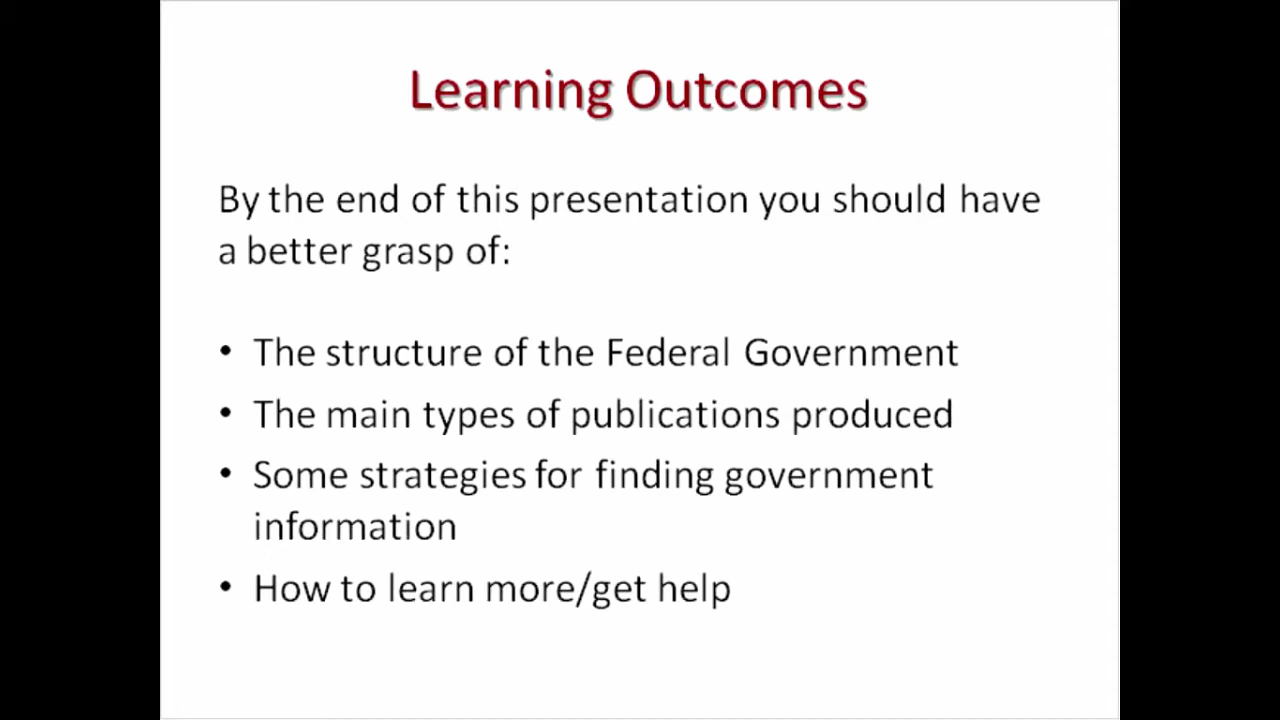 Learning Outcomes
By the end of this presentation you should have
a better grasp of:
• The structure of the Federal Government
• The main types of publications produced
• Some strategies for finding government
information
• How to learn more/get help